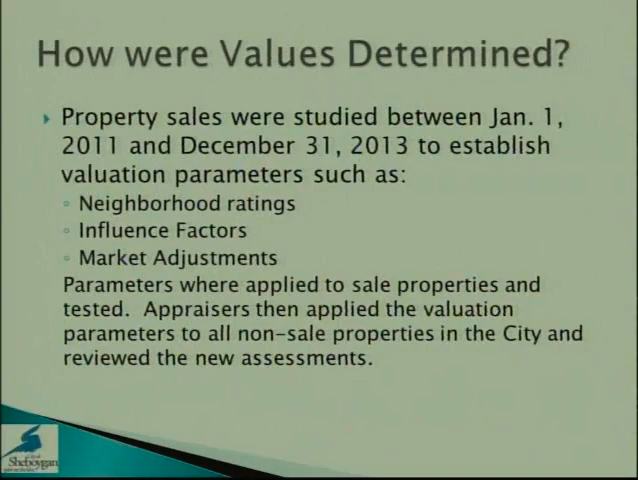 How were Values Determined?
Property sales were studied between Jan. 1,
2011 and December 31, 2013 to establish
valuation parameters such as:
Neighborhood ratings
Influence Factors
Market Adjustments
Parameters where applied to sale properties and
tested. Appraisers then applied the valuation
parameters to all non-sale properties in the City and
reviewed the new assessments.
Sheboygan